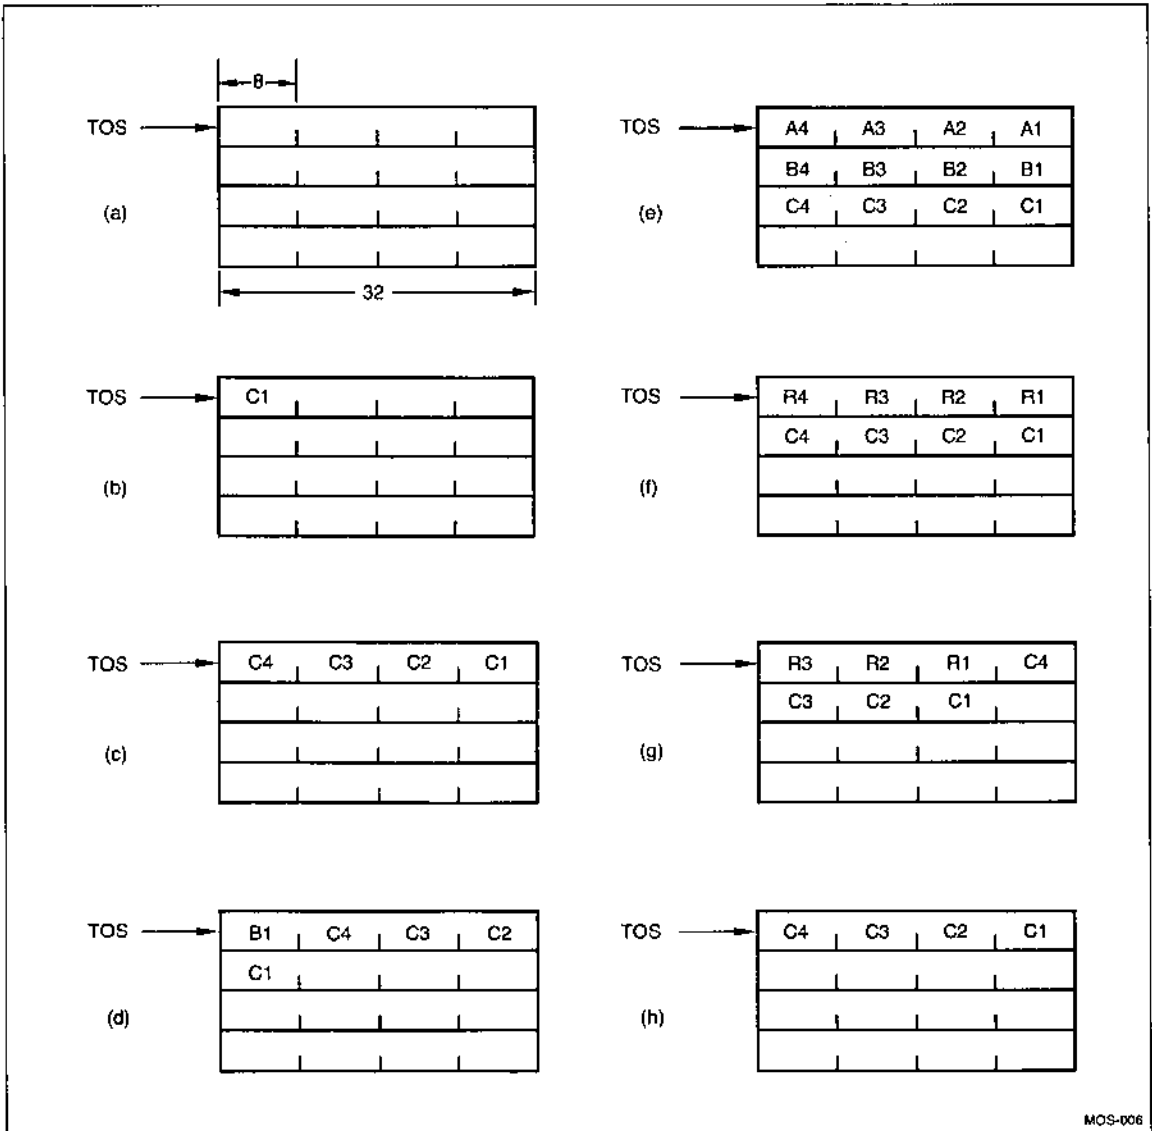 8
TOS
(a)
32
TOS
C1
(b)
TOS
C4 C3 C2 C1
(c)
TOS
B1 C4 C3 C2
C1
(d)
TOS
A4 A3 A2 A1
B4 B3 B2 B1
C4 C3 C2 C1
(e)
TOS
R4 R3 R2 R1
C4 C3 C2 C1
(f)
TOS
R3 R2 R1 C4
C3 C2 C1
(g)
TOS
C4 C3 C2 C1
(h)
MOS-006